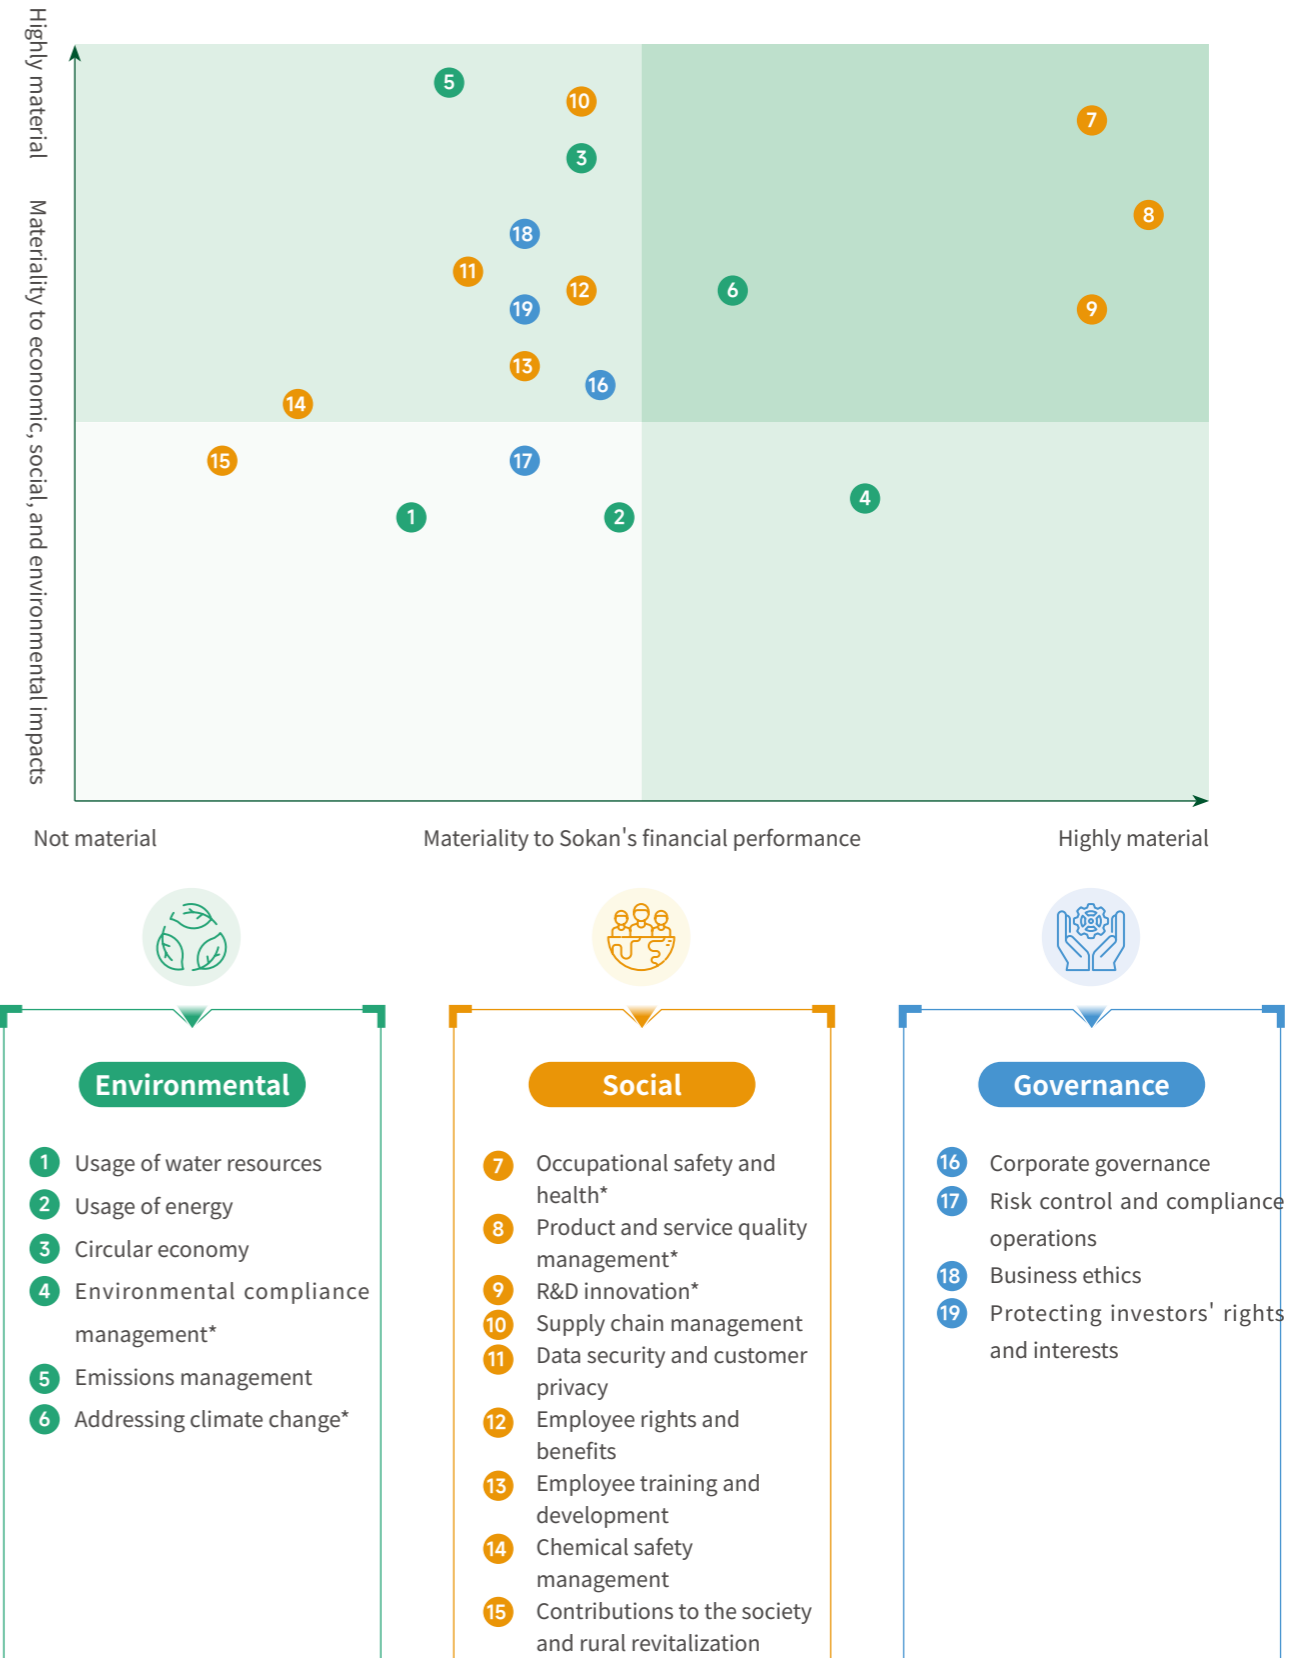 Highly material
Materiality to economic, social, and environmental impacts
5
10
7
3
8
18
11
12
6
19
9
13
16
14
15
17
4
1
2
Not material
Materiality to Sokan's financial performance
Highly material
Environmental
1 Usage of water resources
2 Usage of energy
3 Circular economy
4 Environmental compliance
management*
5 Emissions management
6 Addressing climate change*
Social
7 Occupational safety and
health*
8 Product and service quality
management*
9 R&D innovation*
10 Supply chain management
11 Data security and customer
privacy
12 Employee rights and
benefits
13 Employee training and
development
14 Chemical safety
management
15 Contributions to the society
and rural revitalization
Governance
16 Corporate governance
17 Risk control and compliance
operations
18 Business ethics
19 Protecting investors' rights
and interests